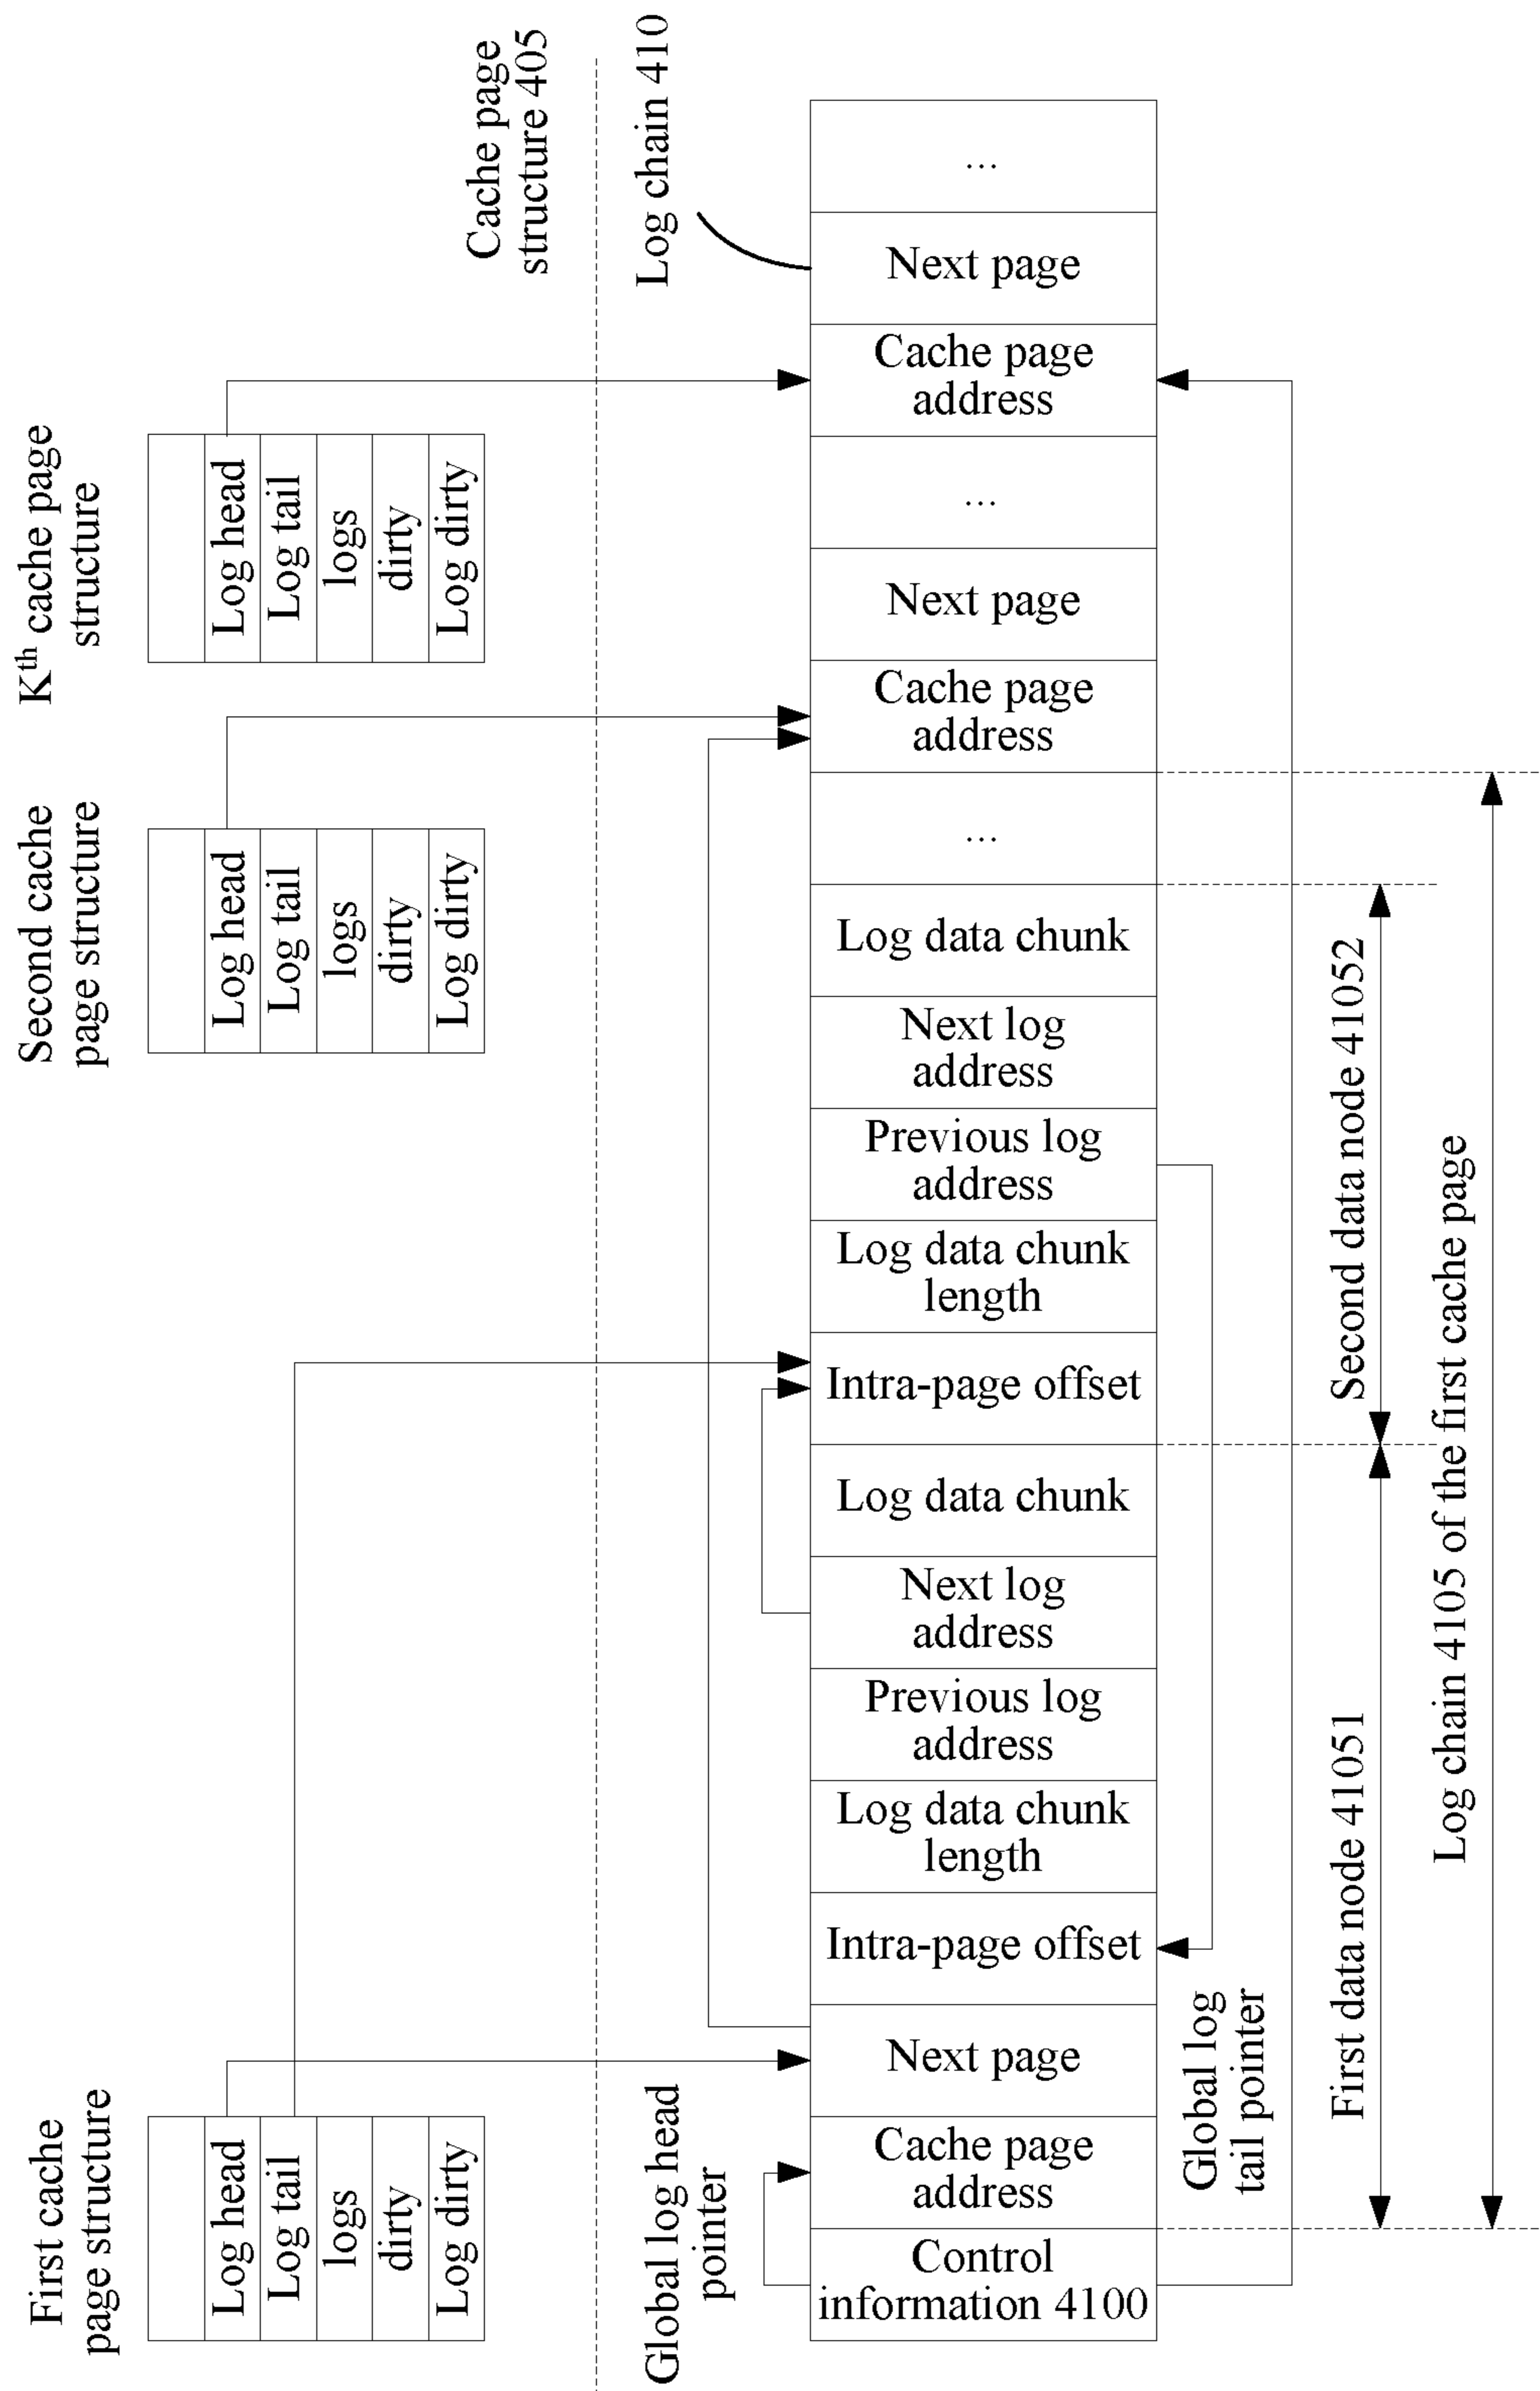 First cache
page structure
Log head
Log tail
logs
dirty
Log dirty
Second cache
page structure
Log head
Log tail
logs
dirty
Log dirty
Kth cache page
structure
Log head
Log tail
logs
dirty
Log dirty
Cache page
structure 405
Log chain 410
Global log head
pointer
...
Next page
Cache page
address
...
Next page
Cache page
address
...
Log data chunk
Next log
address
Previous log
address
Log data chunk
length
Intra-page offset
Log data chunk
Next log
address
Previous log
address
Log data chunk
length
Intra-page offset
Next page
Cache page
address
Control
information 4100
Global log
tail pointer
First data node 41051
Second data node 41052
Log chain 4105 of the first cache page